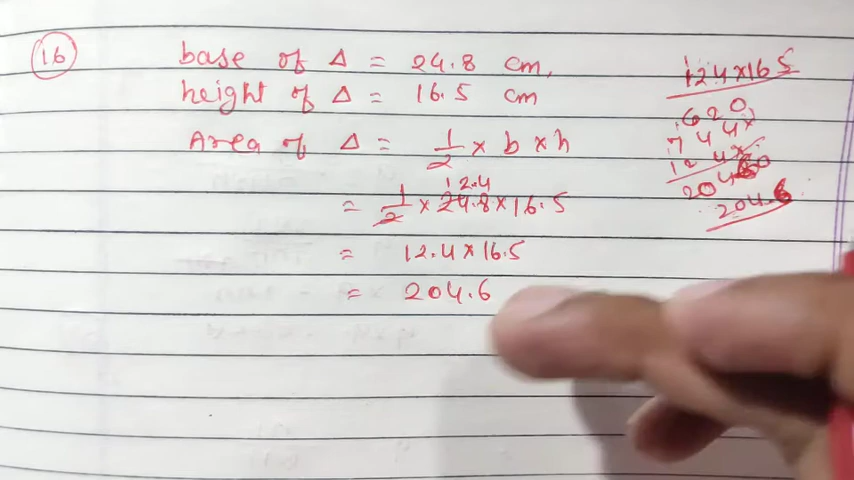 16
base of Δ = 24.8 cm,
height of Δ = 16.5 cm
Area of Δ = 1/2 × b × h
12.4
= 1/2 × 24.8 × 16.5
= 12.4 × 16.5
= 204.6
124×165
620
744×
124×
204.6